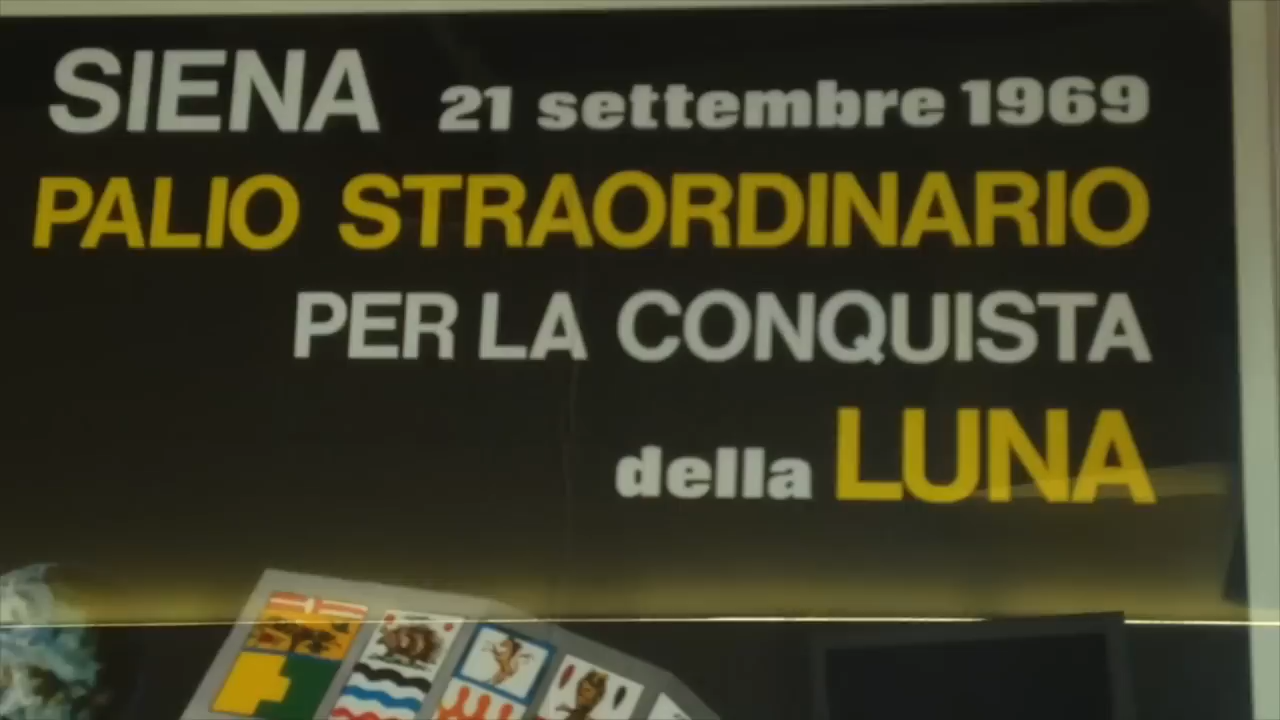 SIENA 21 settembre 1969
PALIO STRAORDINARIO
PER LA CONQUISTA
della LUNA